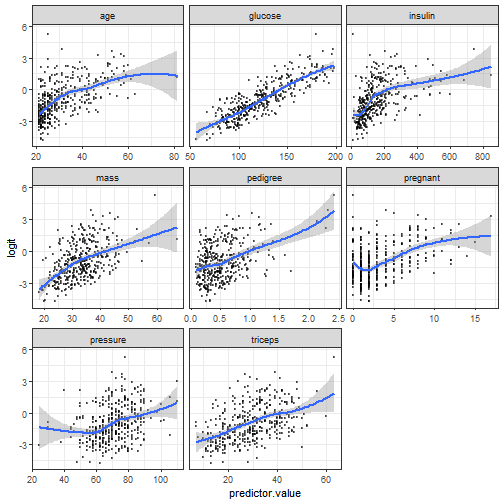 age glucose insulin
6
3
0
-3
20 40 60 80 50 100 150 200 0 200 400 600 800
mass pedigree pregnant
6
3
0
-3
20 30 40 50 60 0.0 0.5 1.0 1.5 2.0 2.5 0 5 10 15
logit
pressure triceps
6
3
0
-3
40 60 80 100 20 40 60
predictor.value